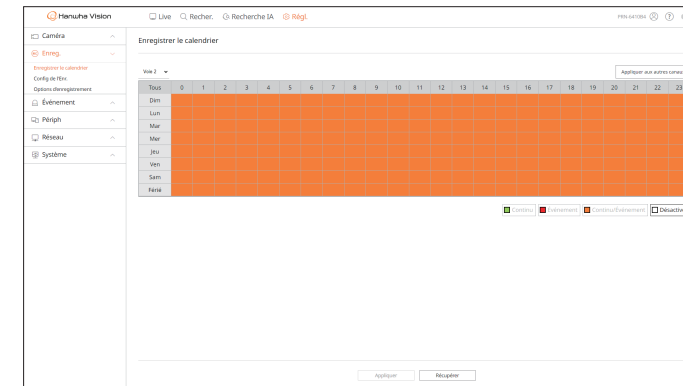 Hanwha Vision
Live Recher. Recherche IA Régl.
PRN-6410B4
Caméra
Enreg.
Enregistrer le calendrier
Config de l'Enr.
Options d'enregistrement
Événement
Périph
Réseau
Système
Enregistrer le calendrier
Voie 2
Appliquer aux autres canaux
Tous 0 1 2 3 4 5 6 7 8 9 10 11 12 13 14 15 16 17 18 19 20 21 22 23
Dim
Lun
Mar
Mer
Jeu
Ven
Sam
Férié
Continu Evénement Continu/Événement Désactivé
Appliquer Récupérer